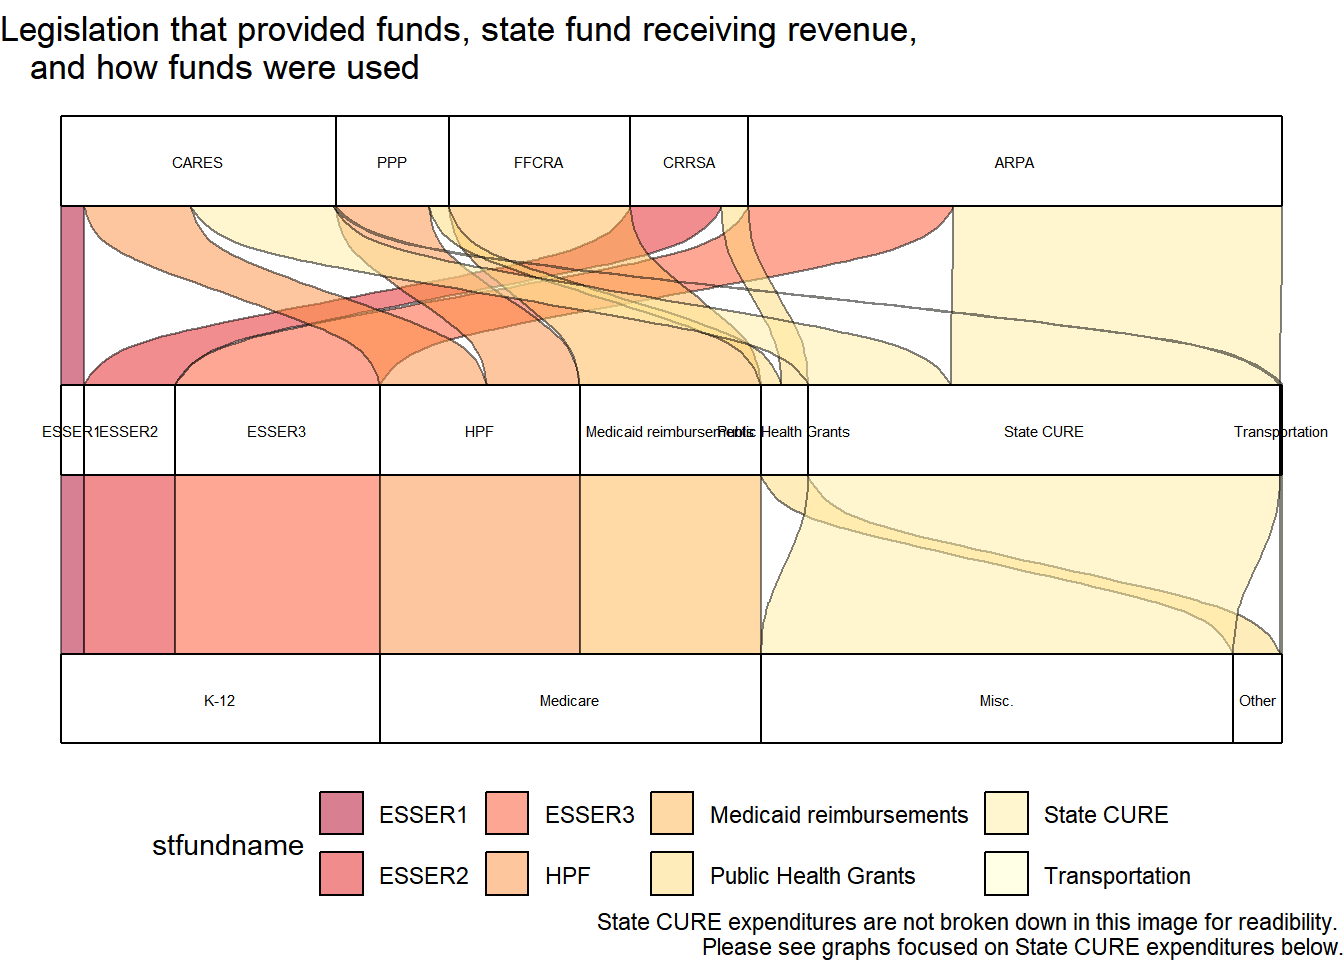 Legislation that provided funds, state fund receiving revenue,
and how funds were used
CARES PPP FFCRA CRRSA ARPA
ESSER1 ESSER2 ESSER3 HPF Medicaid reimbursements Public Health Grants State CURE Transportation
K-12 Medicare Misc. Other
stfundname
ESSER1 ESSER3 Medicaid reimbursements State CURE
ESSER2 HPF Public Health Grants Transportation
State CURE expenditures are not broken down in this image for readibility.
Please see graphs focused on State CURE expenditures below.